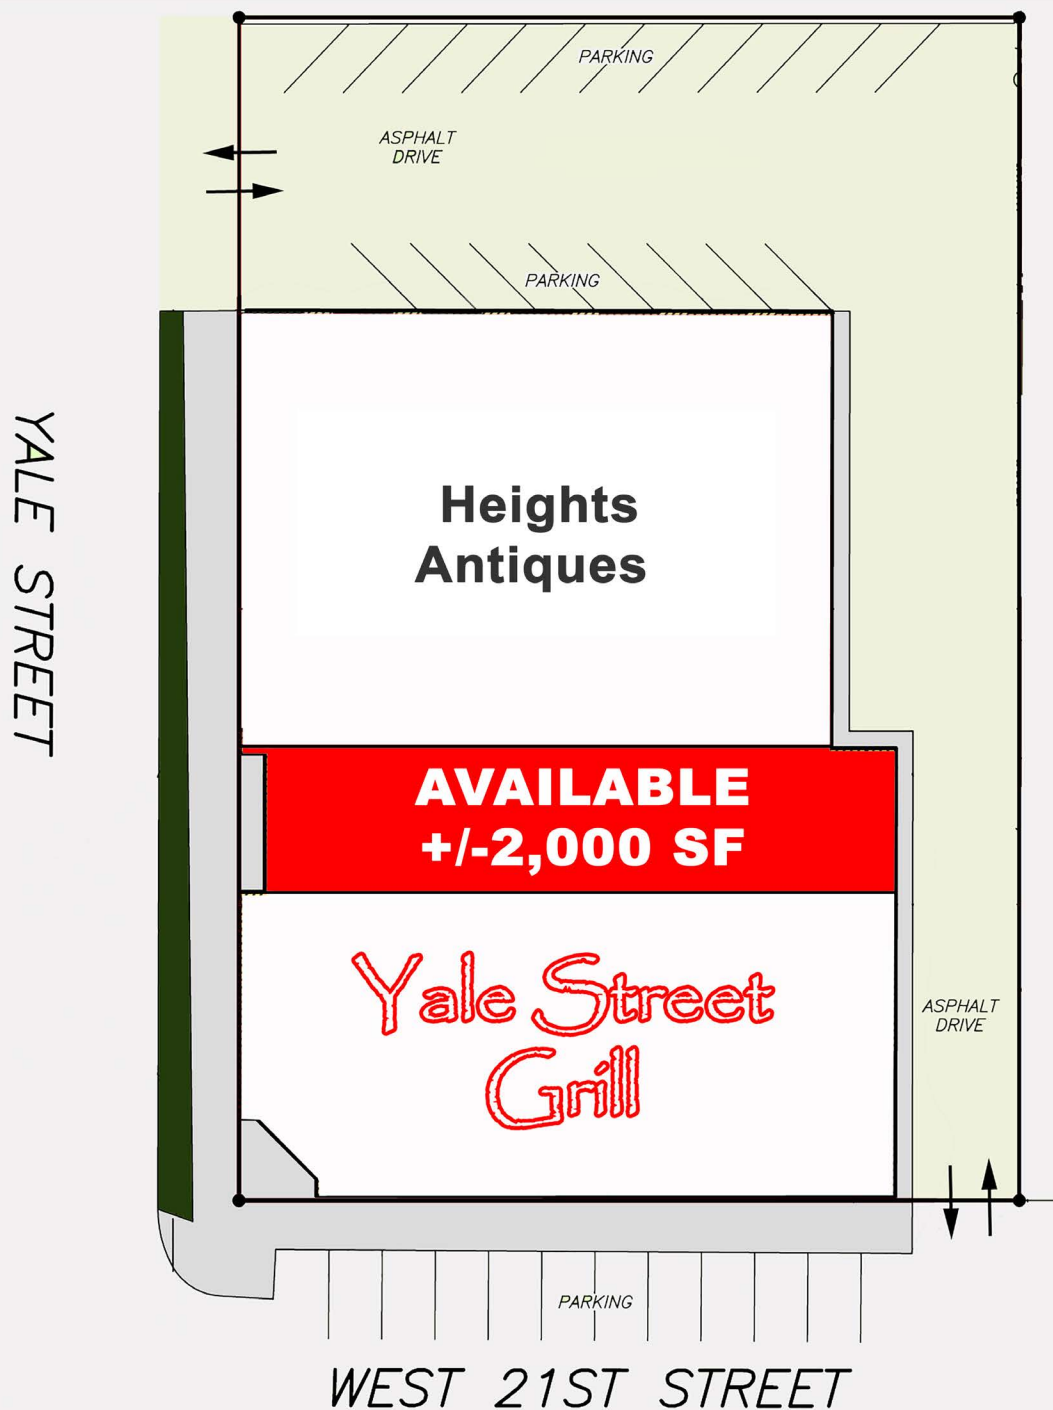 PARKING
ASPHALT
DRIVE
PARKING
YALE STREET
Heights
Antiques
AVAILABLE
+/-2,000 SF
Yale Street
Grill
ASPHALT
DRIVE
PARKING
WEST 21ST STREET